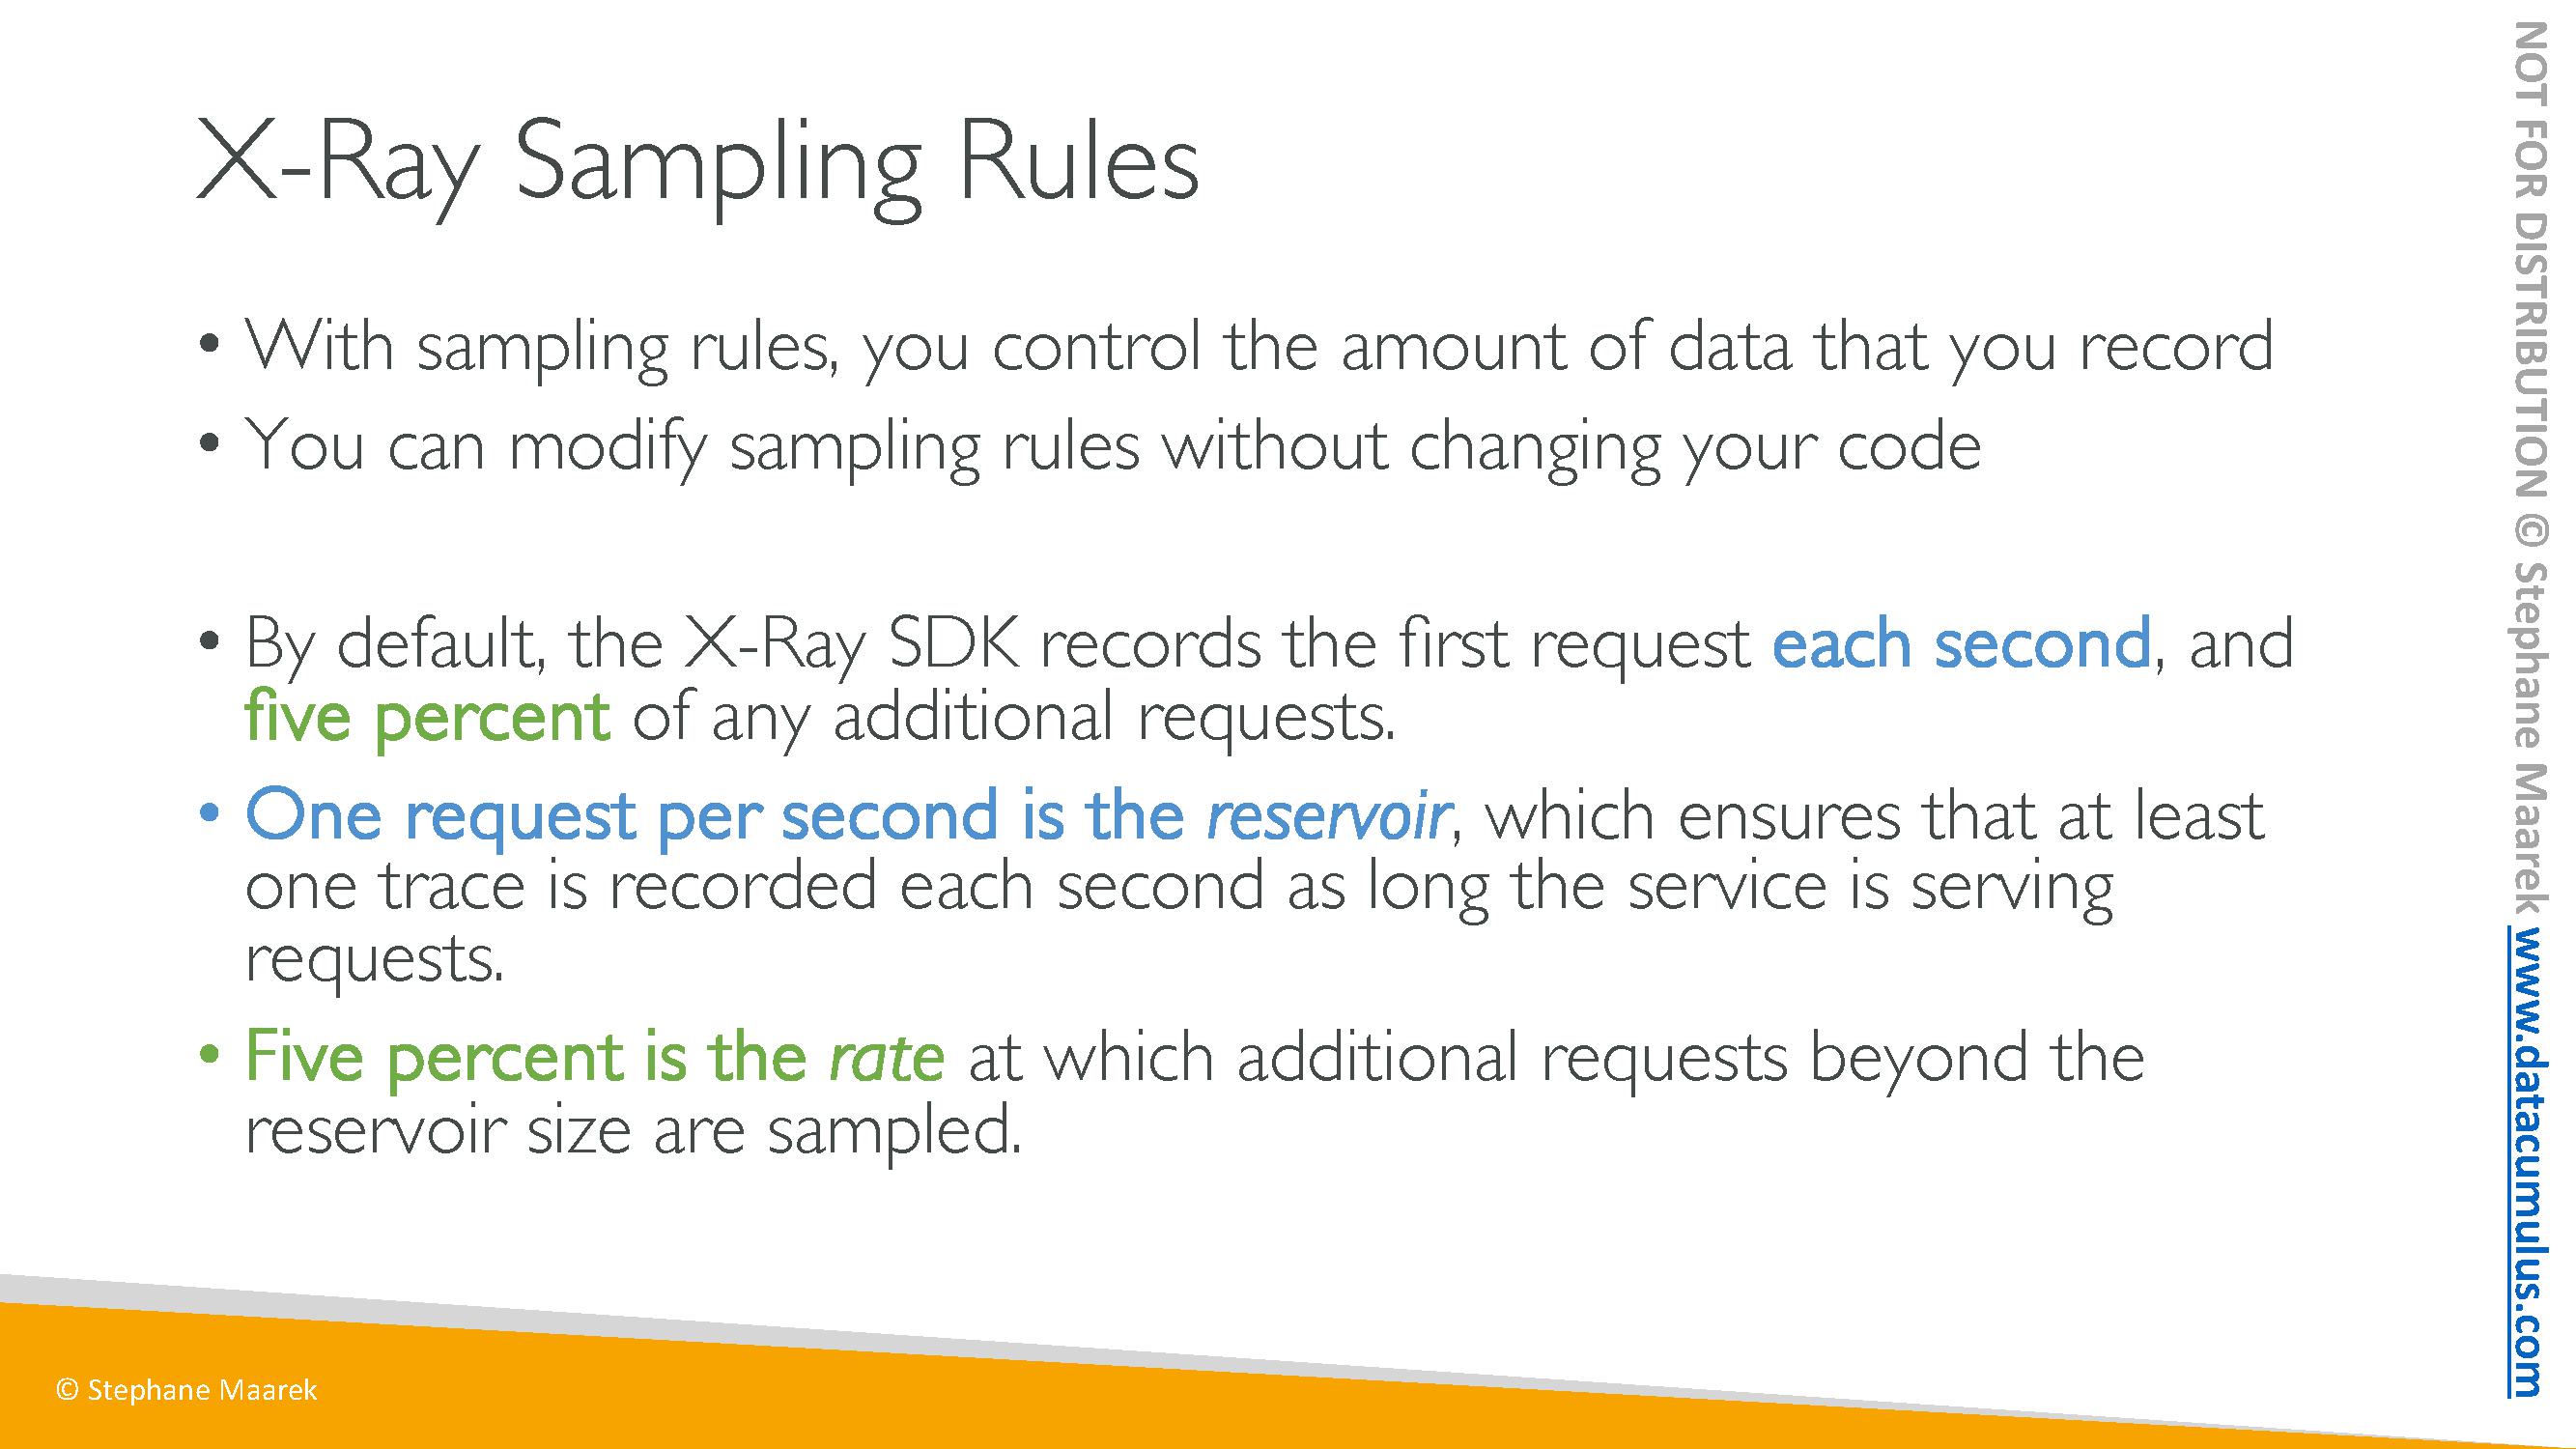 X-Ray Sampling Rules
• With sampling rules, you control the amount of data that you record
• You can modify sampling rules without changing your code
• By default, the X-Ray SDK records the first request each second, and
five percent of any additional requests.
• One request per second is the reservoir, which ensures that at least
one trace is recorded each second as long the service is serving
requests.
• Five percent is the rate at which additional requests beyond the
reservoir size are sampled.
© Stephane Maarek
NOT FOR DISTRIBUTION © Stephane Maarek www.datacumulus.com